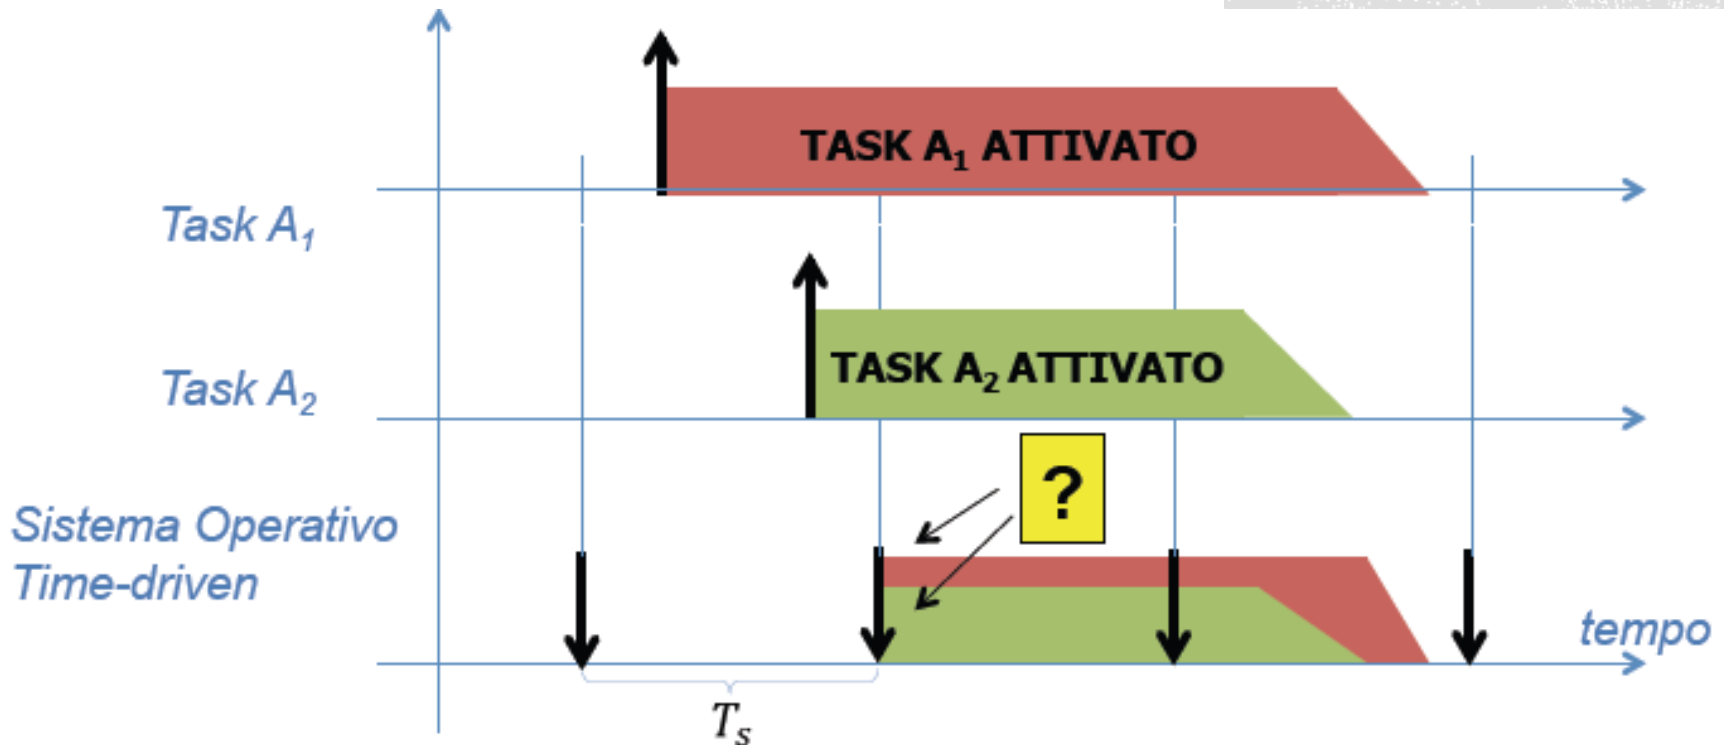 TASK A1 ATTIVATO
Task A1
TASK A2 ATTIVATO
Task A2
?
Sistema Operativo
Time-driven
tempo
Ts